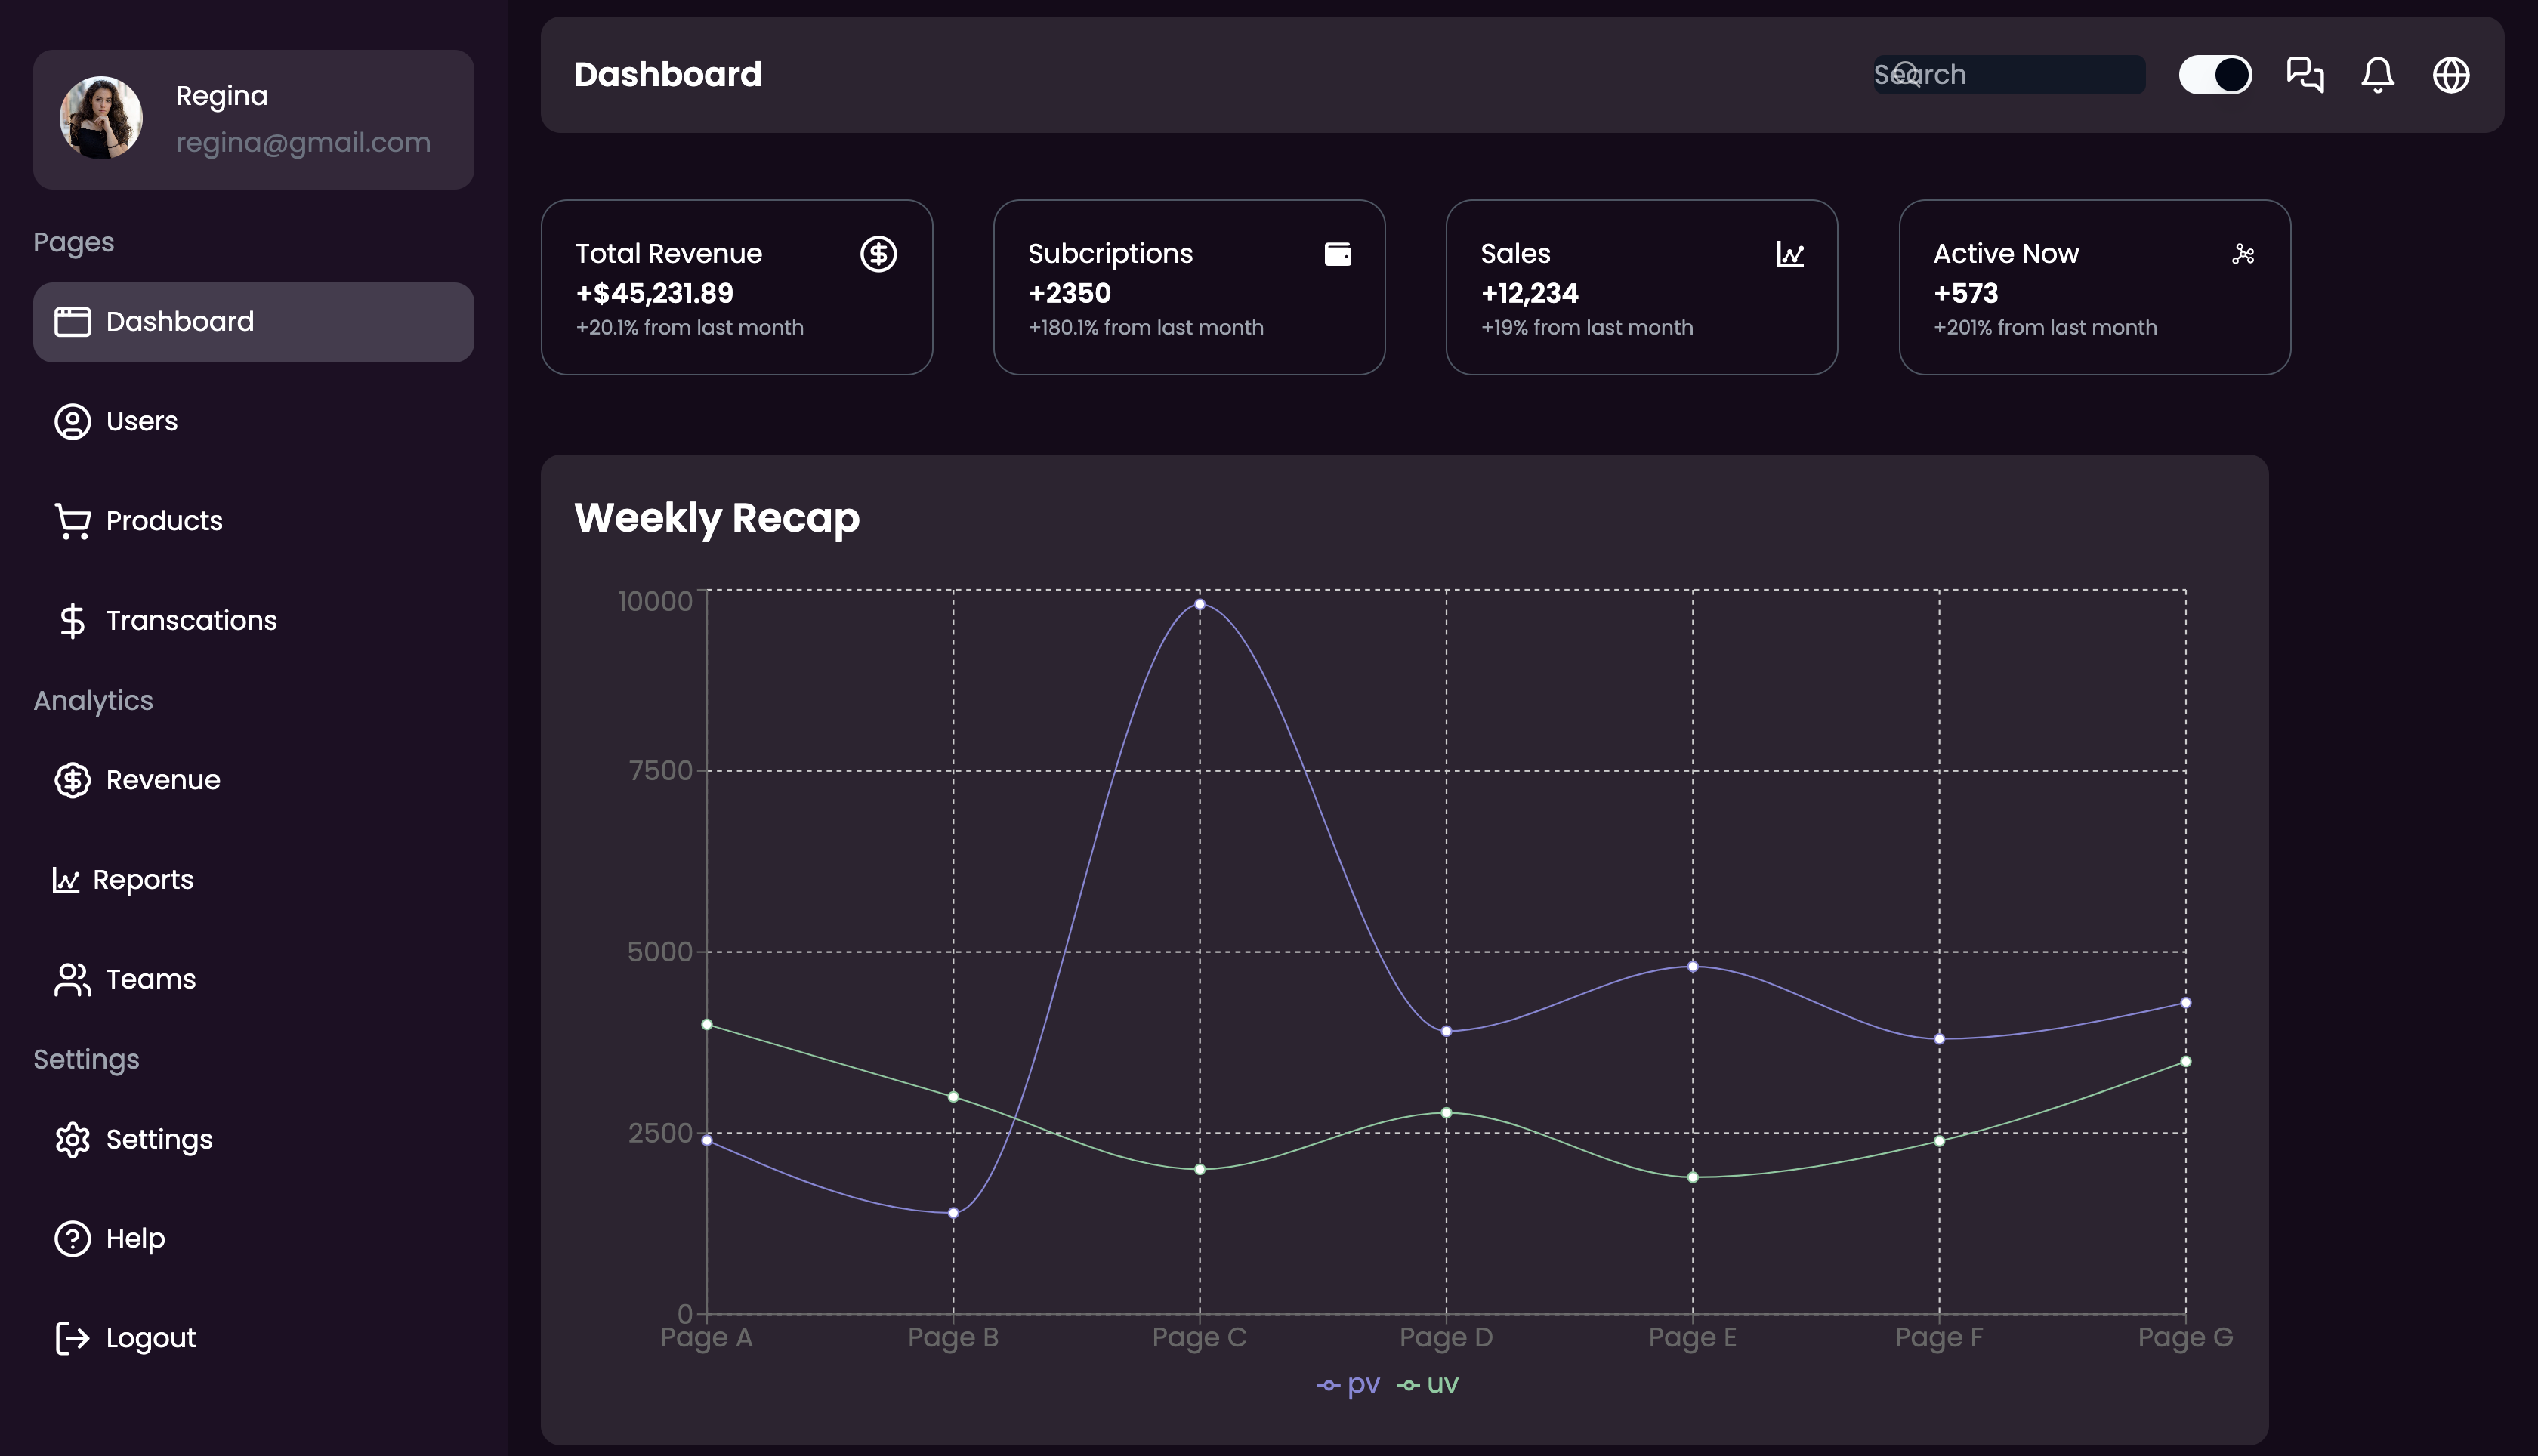 Regina
regina@gmail.com
Pages
Dashboard
Users
Products
Transcations
Analytics
Revenue
Reports
Teams
Settings
Settings
Help
Logout
Dashboard
Search
Total Revenue
+$45,231.89
+20.1% from last month
Subcriptions
+2350
+180.1% from last month
Sales
+12,234
+19% from last month
Active Now
+573
+201% from last month
Weekly Recap
10000
7500
5000
2500
0
Page A Page B Page C Page D Page E Page F Page G
pv uv